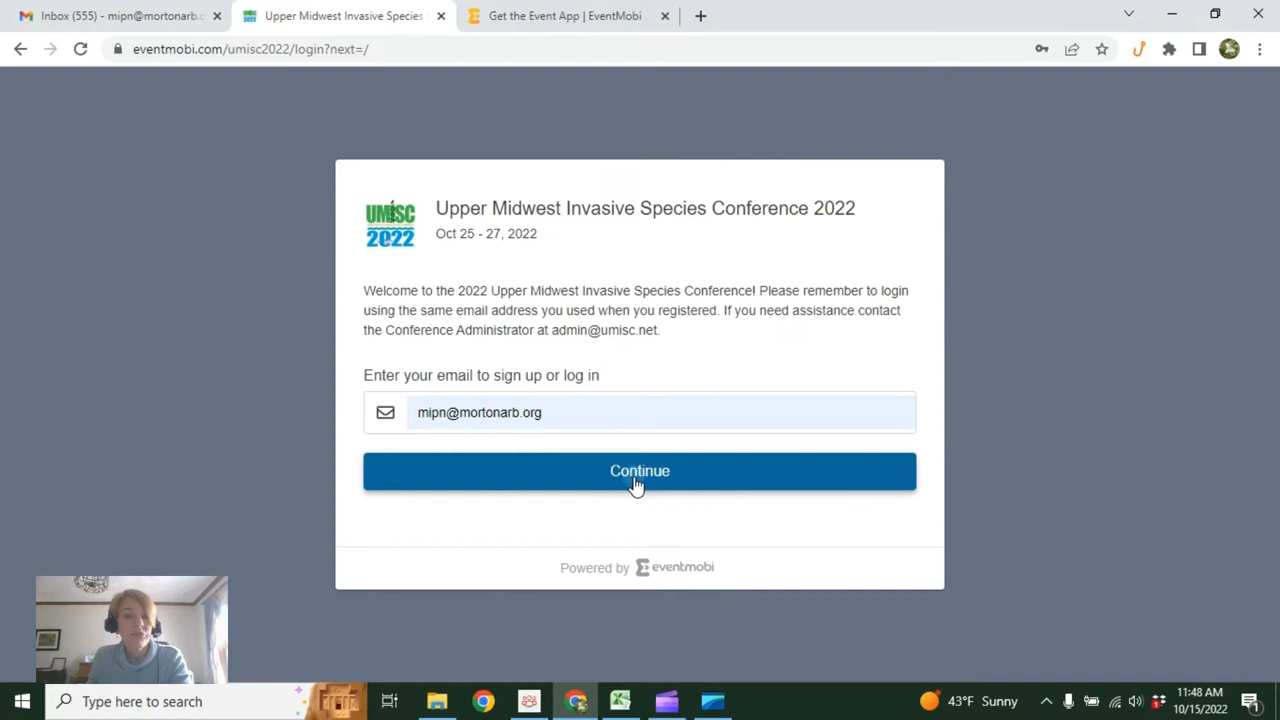 Inbox (555) - mipn@mortonarb.o
Upper Midwest Invasive Species
Get the Event App | EventMobi
eventmobi.com/umisc2022/login?next=/
UMISC
2022
Upper Midwest Invasive Species Conference 2022
Oct 25 - 27, 2022
Welcome to the 2022 Upper Midwest Invasive Species Conference! Please remember to login
using the same email address you used when you registered. If you need assistance contact
the Conference Administrator at admin@umisc.net.
Enter your email to sign up or log in
mipn@mortonarb.org
Continue
Powered by eventmobi
Type here to search
43°F Sunny
11:48 AM
10/15/2022
1